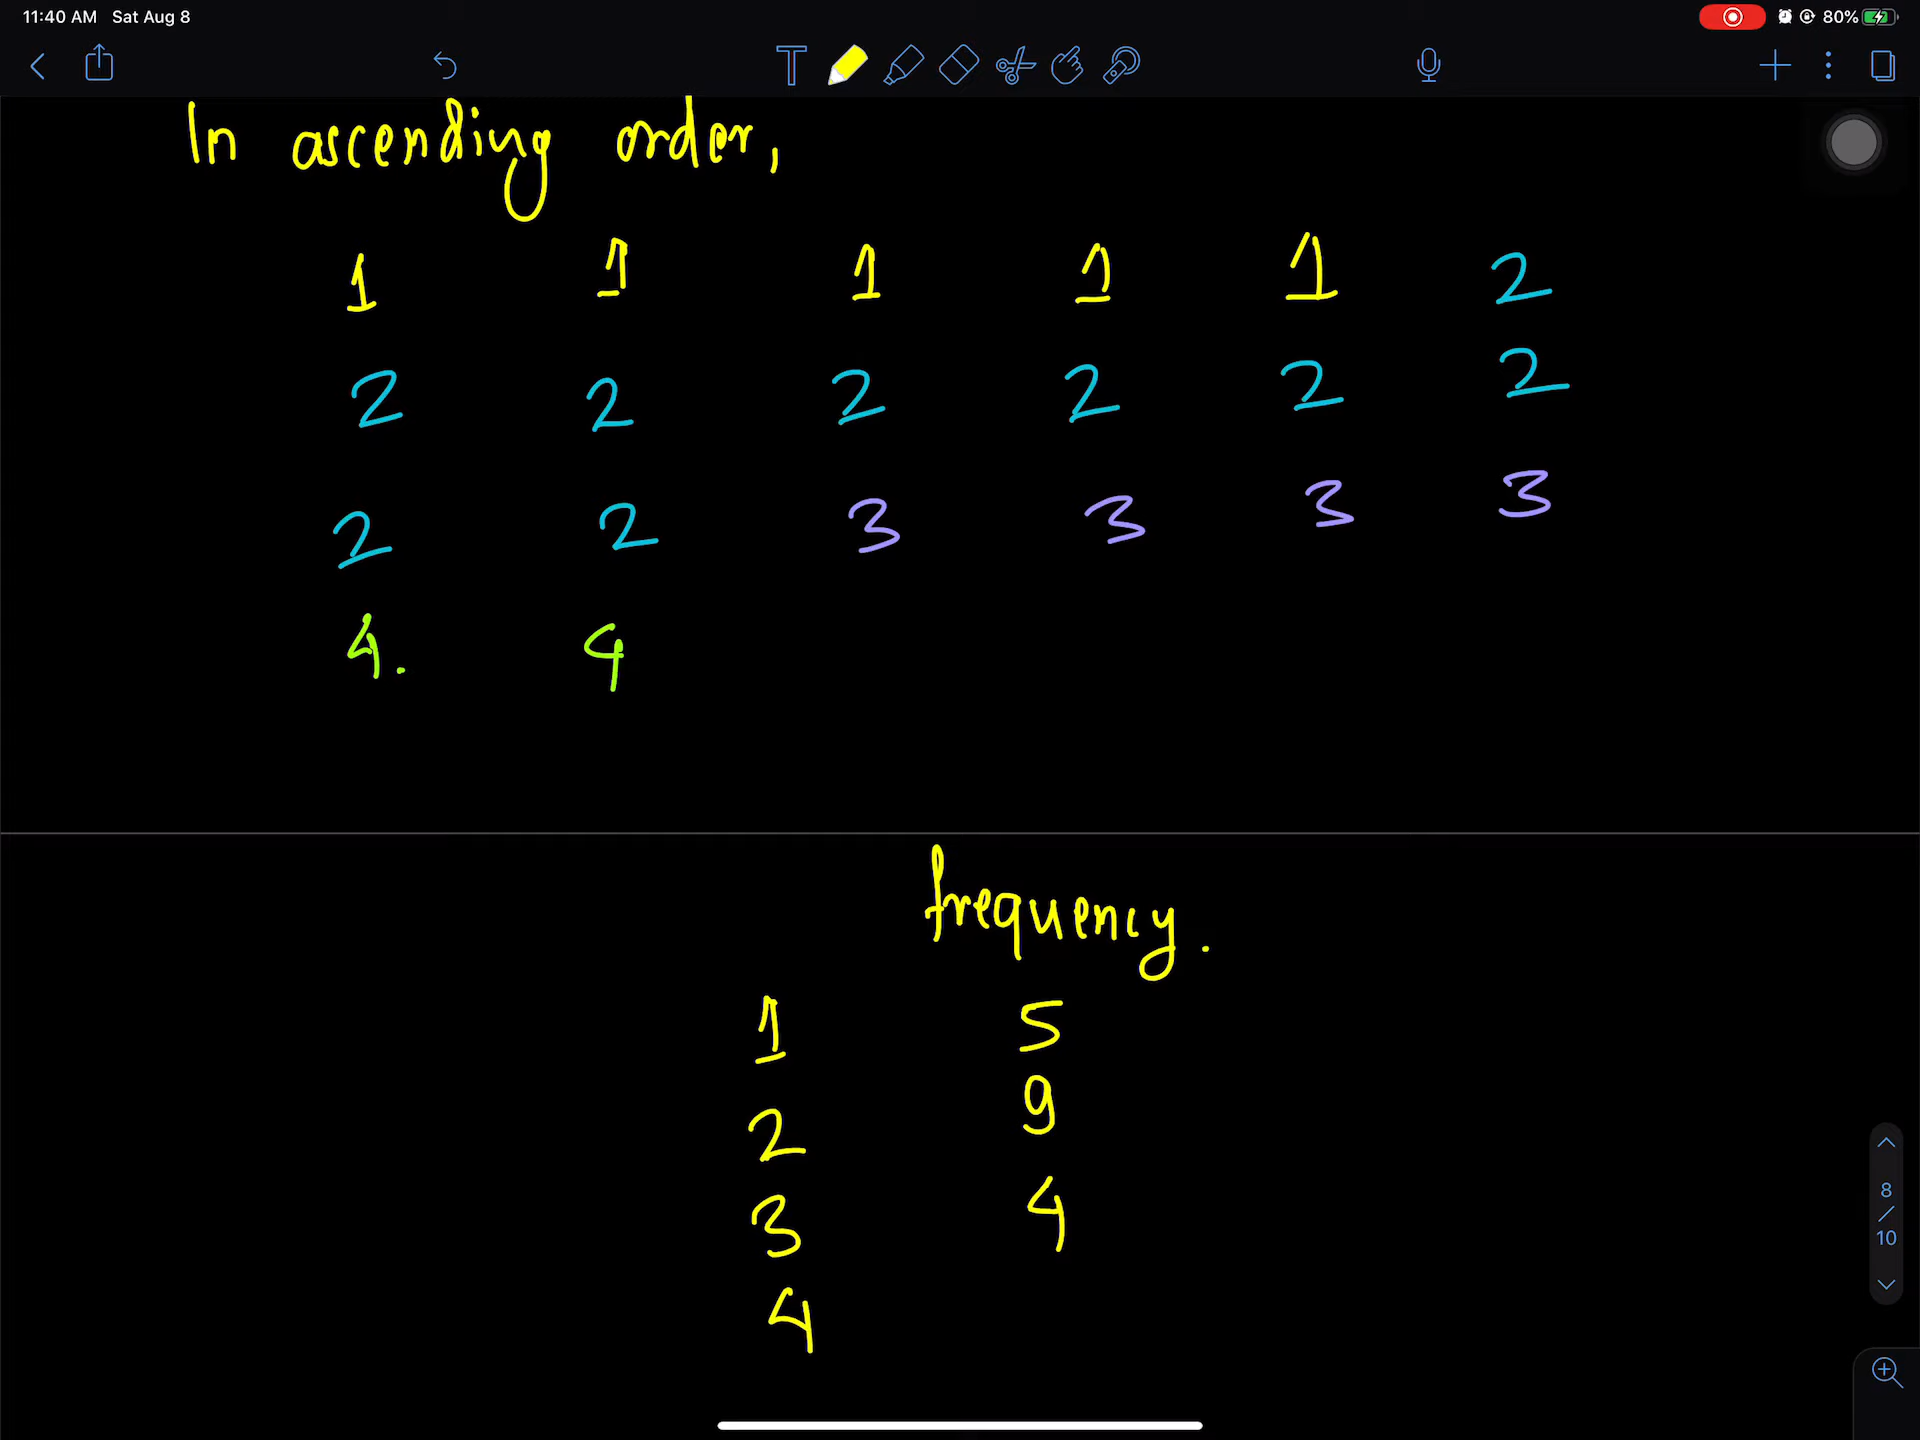 11:40 AM Sat Aug 8 80%
In ascending order,
1 1 1 1 1 2
2 2 2 2 2 2
2 2 3 3 3 3
4. 4
frequency.
1 5
2 9
3 4
4
8
/
10